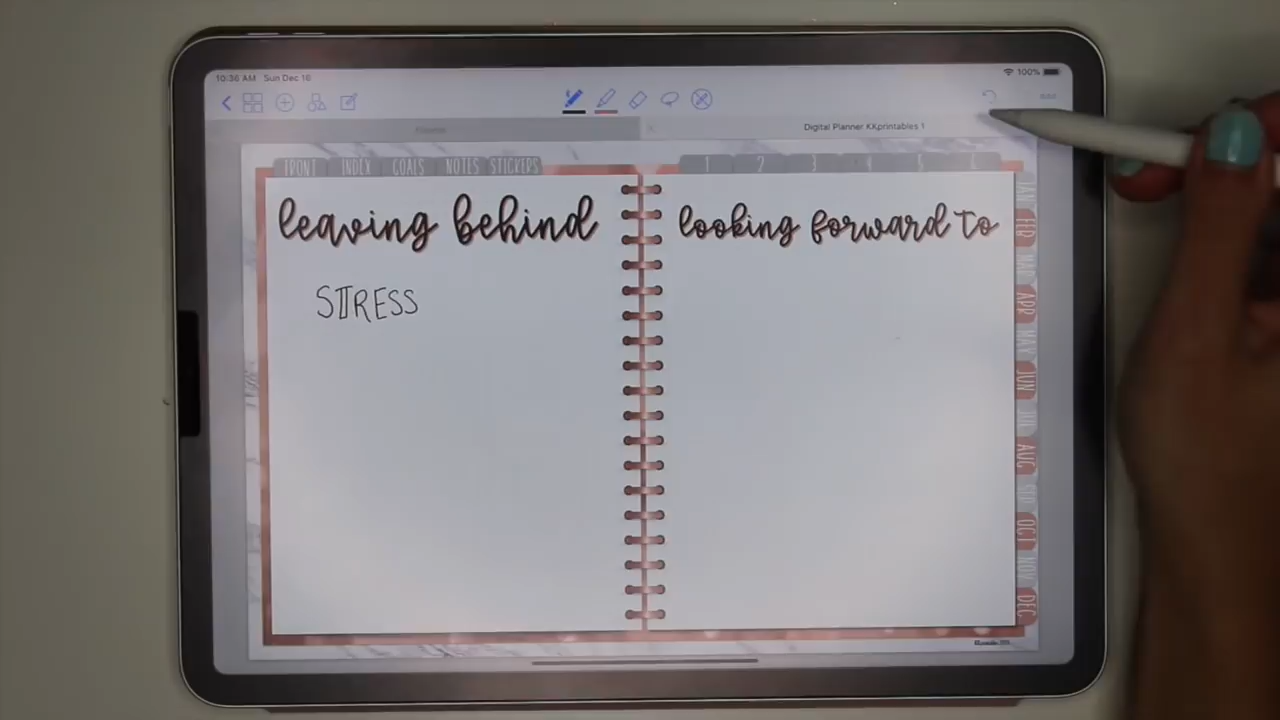 10:36 AM Sun Dec 16
100%
Digital Planner KKprintables 1
FRONT INDEX GOALS NOTES STICKERS
1 2 3 4 5 6
leaving behind
looking forward to
STRESS
JAN
FEB
MAR
APR
MAY
JUN
JUL
AUG
SEP
OCT
NOV
DEC